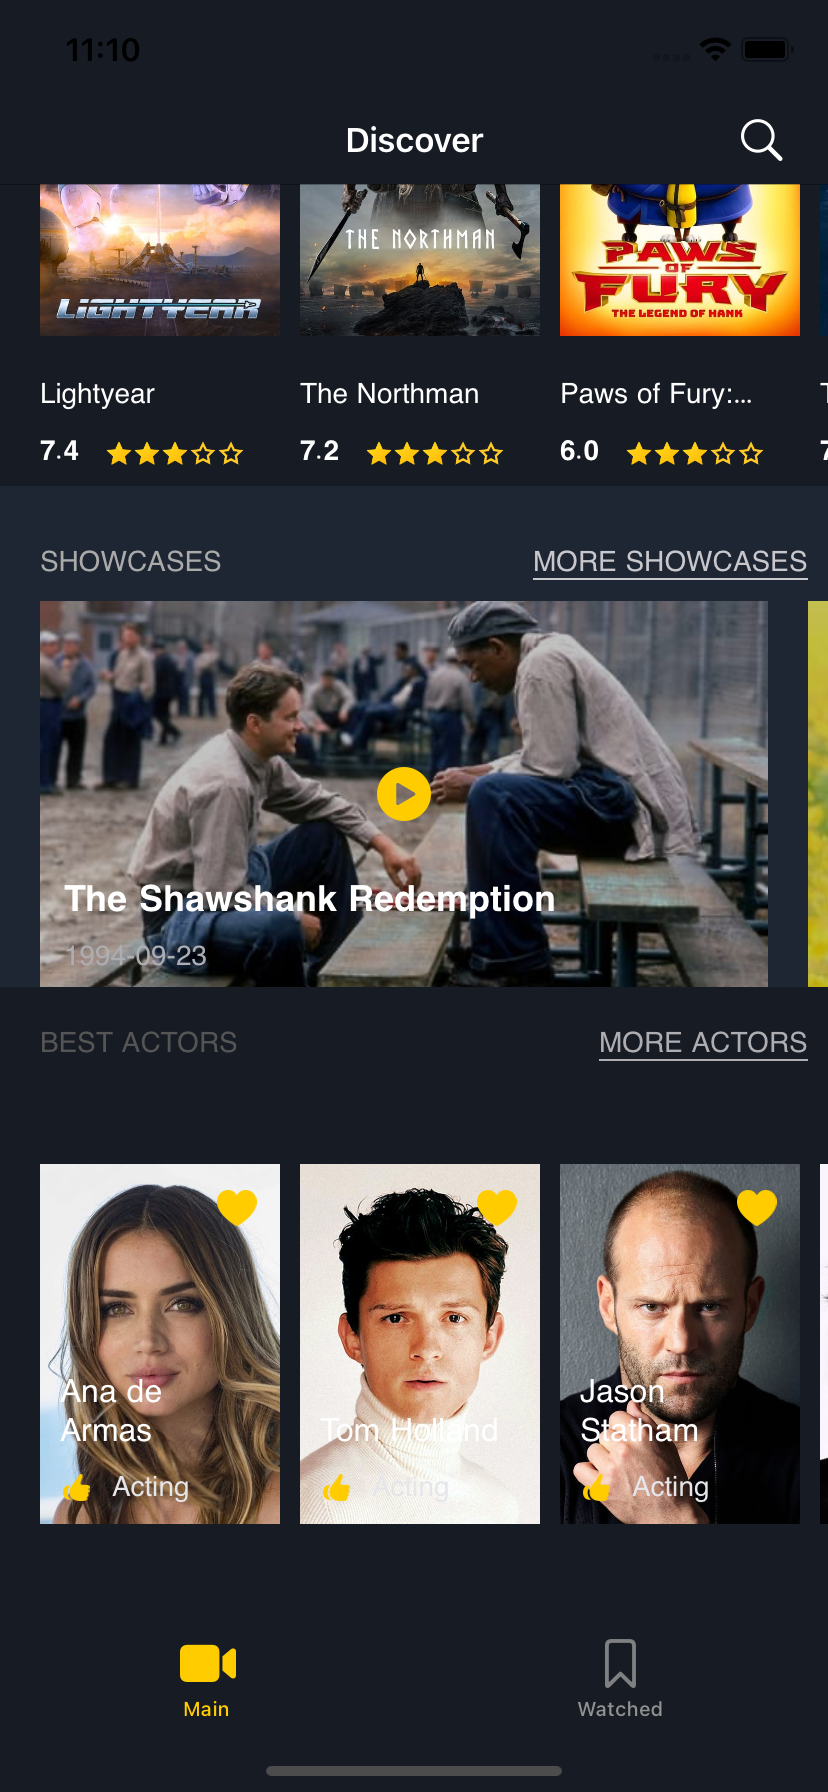 11:10
Discover
LIGHTYEAR
THE NORTHMAN
PAWS
OF
FURY
THE LEGEND OF HANK
Lightyear
The Northman
Paws of Fury:...
7.4
7.2
6.0
SHOWCASES
MORE SHOWCASES
The Shawshank Redemption
1994-09-23
BEST ACTORS
MORE ACTORS
Ana de
Armas
Tom Holland
Jason
Statham
Acting
Acting
Acting
Main
Watched